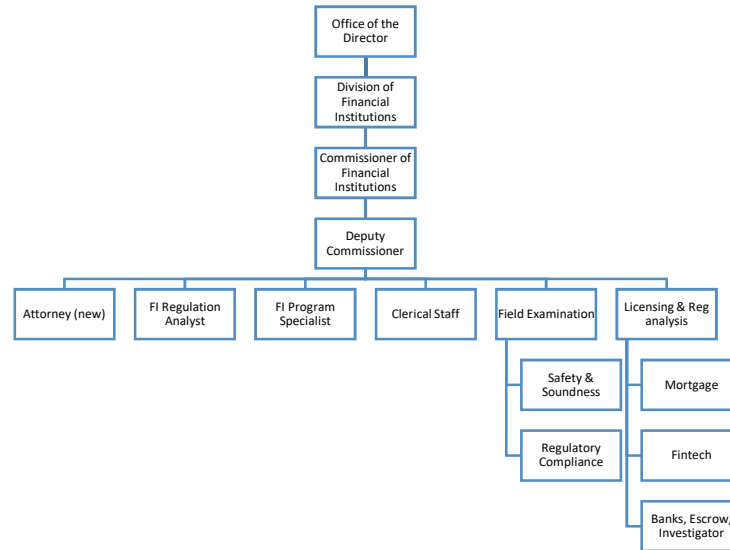 Office of the
Director
Division of
Financial
Institutions
Commissioner of
Financial
Institutions
Deputy
Commissioner
Attorney (new)
FI Regulation
Analyst
FI Program
Specialist
Clerical Staff
Field Examination
Licensing & Reg
analysis
Safety &
Soundness
Regulatory
Compliance
Mortgage
Fintech
Banks, Escrow,
Investigator